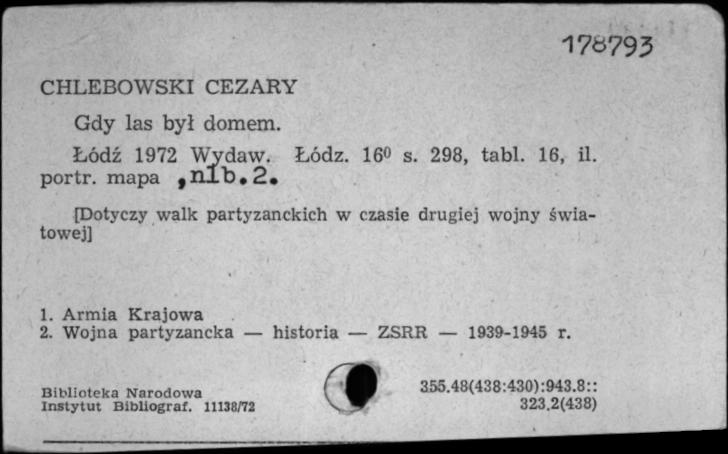 178793
CHLEBOWSKI CEZARY
Gdy las był domem.
Łódź 1972 Wydaw. Łódz. 16⁰ s. 298, tabl. 16, il.
portr. mapa ,nlb.2.
[Dotyczy walk partyzanckich w czasie drugiej wojny świa-
towej]
1. Armia Krajowa
2. Wojna partyzancka — historia — ZSRR — 1939-1945 r.
Biblioteka Narodowa
Instytut Bibliograf. 11138/72
355.48(438:430):943.8::
323.2(438)